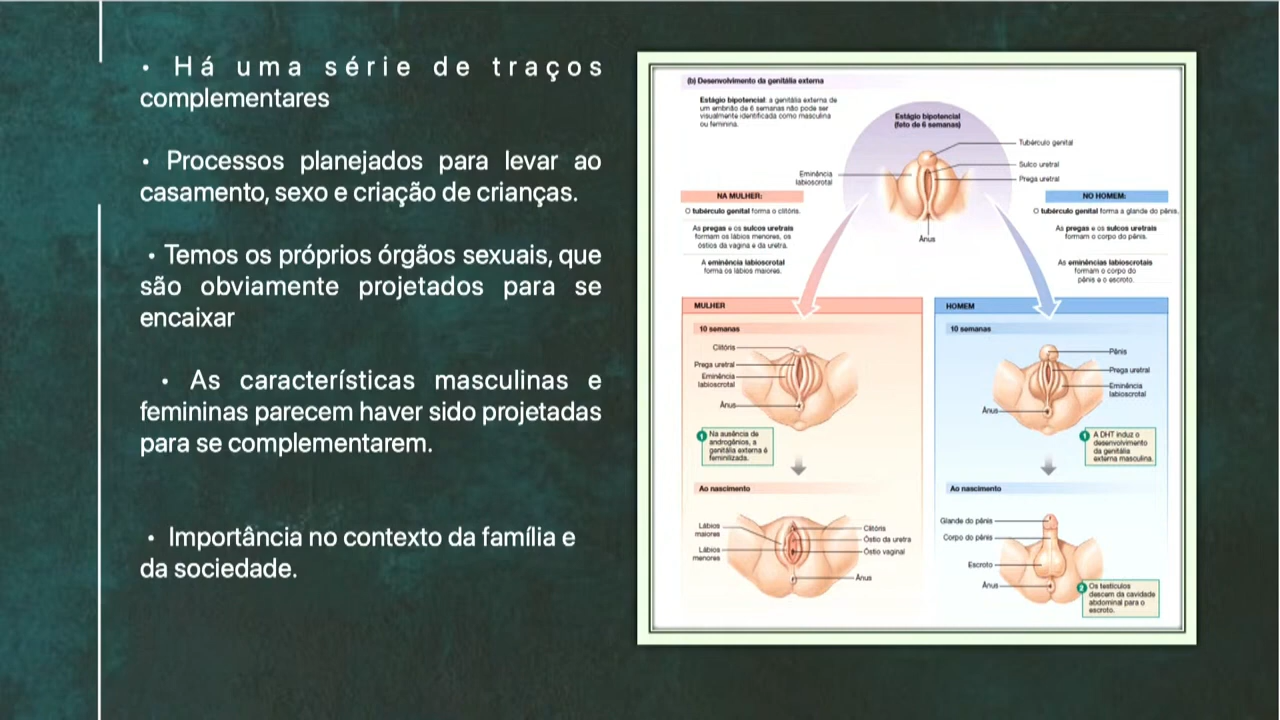 • Há uma série de traços
complementares
• Processos planejados para levar ao
casamento, sexo e criação de crianças.
• Temos os próprios órgãos sexuais, que
são obviamente projetados para se
encaixar
• As características masculinas e
femininas parecem haver sido projetadas
para se complementarem.
• Importância no contexto da família e
da sociedade.
(b) Desenvolvimento da genitália externa
Estágio bipotencial: a genitália externa de
um embrião de 6 semanas não pode ser
visualmente identificada como masculina
ou feminina.
Estágio bipotencial
(feto de 6 semanas)
Tubérculo genital
Sulco uretral
Prega uretral
Eminência
labioscrotal
Ânus
NA MULHER:
O tubérculo genital forma o clitóris.
As pregas e os sulcos uretrais
formam os lábios menores, os
óstios da vagina e da uretra.
A eminência labioscrotal
forma os lábios maiores.
NO HOMEM:
O tubérculo genital forma a glande do pênis.
As pregas e os sulcos uretrais
formam o corpo do pênis.
As eminências labioscrotais
formam o corpo do
pênis e o escroto.
MULHER
10 semanas
Clitóris
Prega uretral
Eminência
labioscrotal
Ânus
1 Na ausência de
androgênios, a
genitália externa é
feminilizada.
Ao nascimento
Lábios
maiores
Lábios
menores
Clitóris
Óstio da uretra
Óstio vaginal
Ânus
HOMEM
10 semanas
Pênis
Prega uretral
Eminência
labioscrotal
Ânus
1 A DHT induz o
desenvolvimento
da genitália
externa masculina.
Ao nascimento
Glande do pênis
Corpo do pênis
Escroto
Ânus
2 Os testículos
descem da cavidade
abdominal para o
escroto.